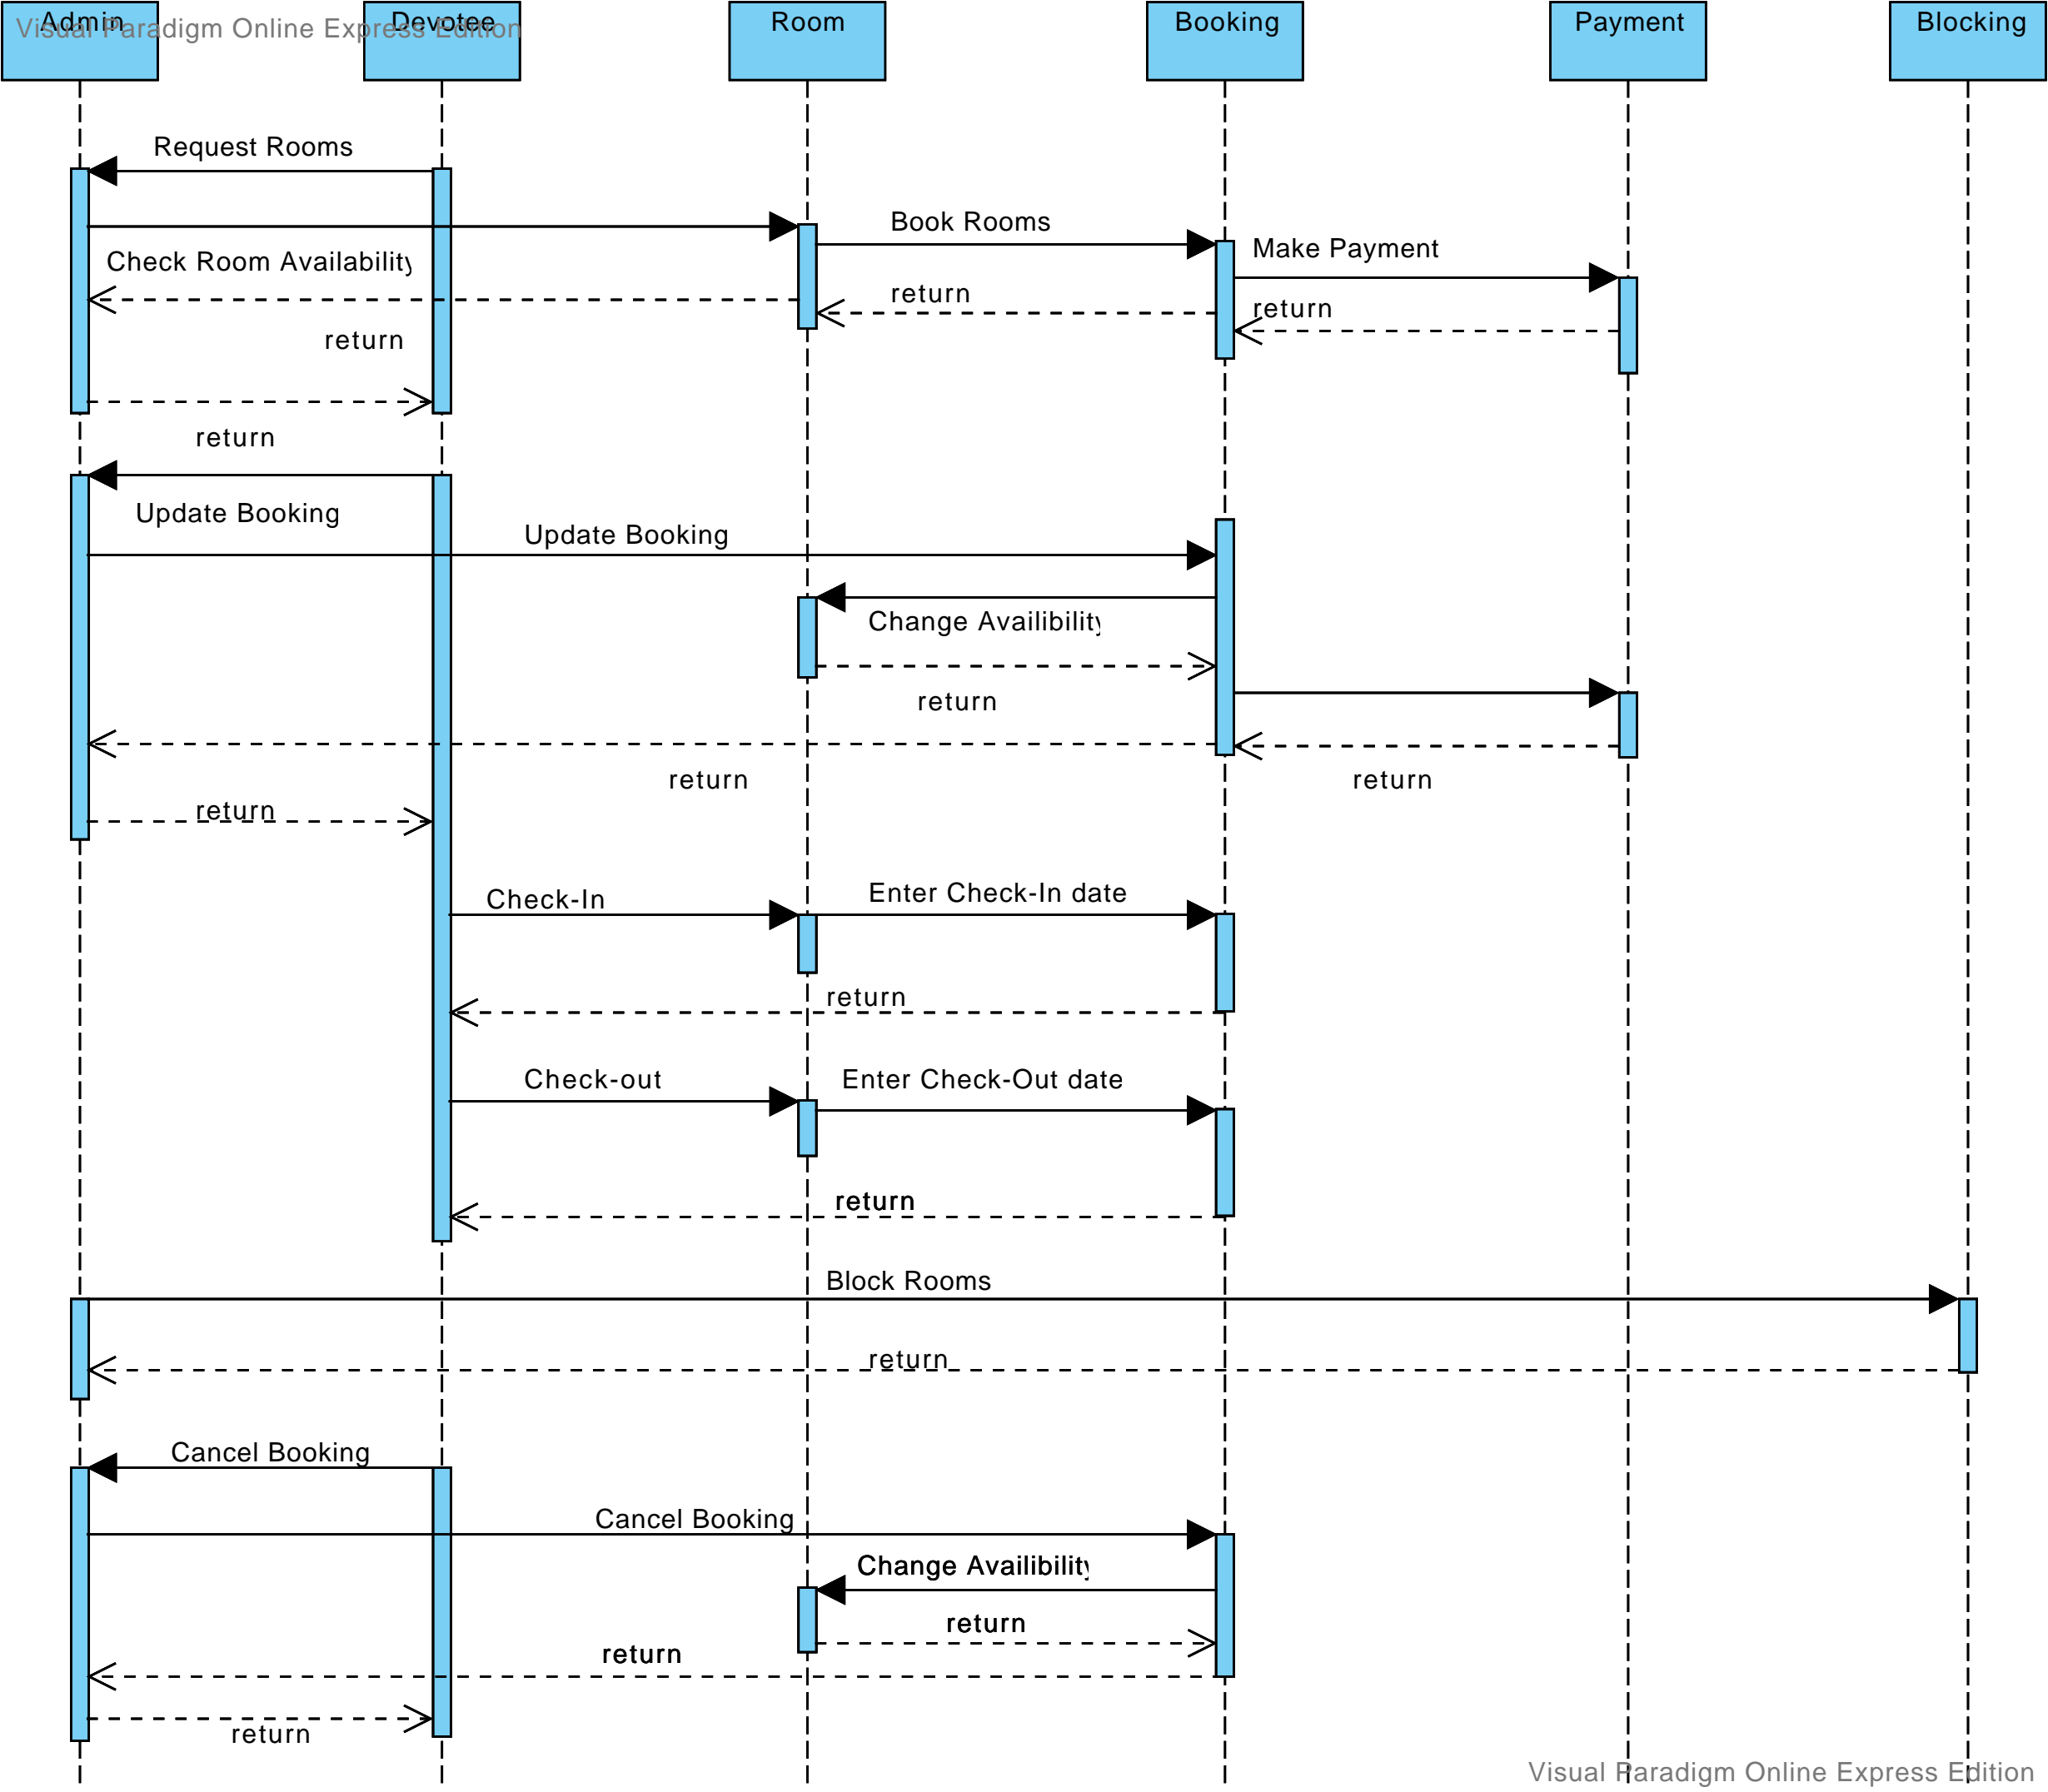 Admin
Devotee
Room
Booking
Payment
Blocking
Visual Paradigm Online Express Edition
Request Rooms
Book Rooms
Make Payment
Check Room Availability
return
return
return
return
Update Booking
Update Booking
Change Availibility
return
return
return
return
Check-In
Enter Check-In date
return
Check-out
Enter Check-Out date
return
Block Rooms
return
Cancel Booking
Cancel Booking
Change Availibility
return
return
return
Visual Paradigm Online Express Edition